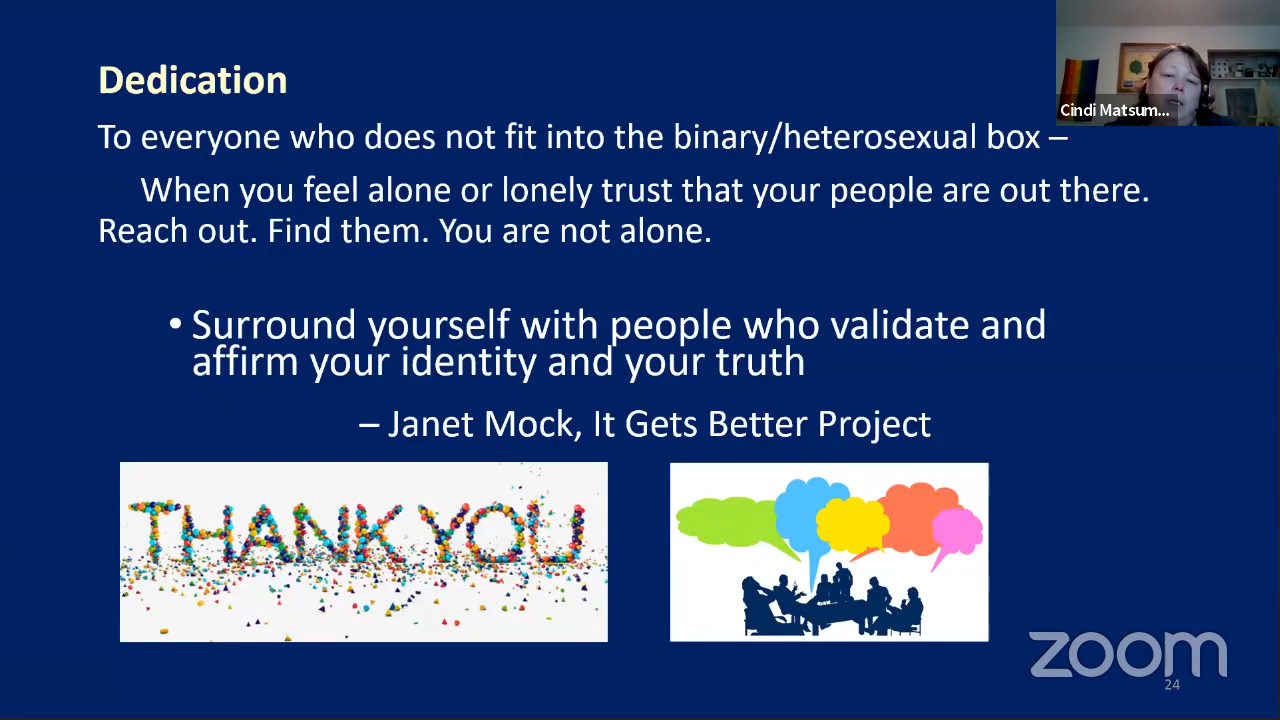 Dedication
To everyone who does not fit into the binary/heterosexual box –
When you feel alone or lonely trust that your people are out there.
Reach out. Find them. You are not alone.
• Surround yourself with people who validate and
affirm your identity and your truth
– Janet Mock, It Gets Better Project
THANK YOU
Cindi Matsum...
zoom
24